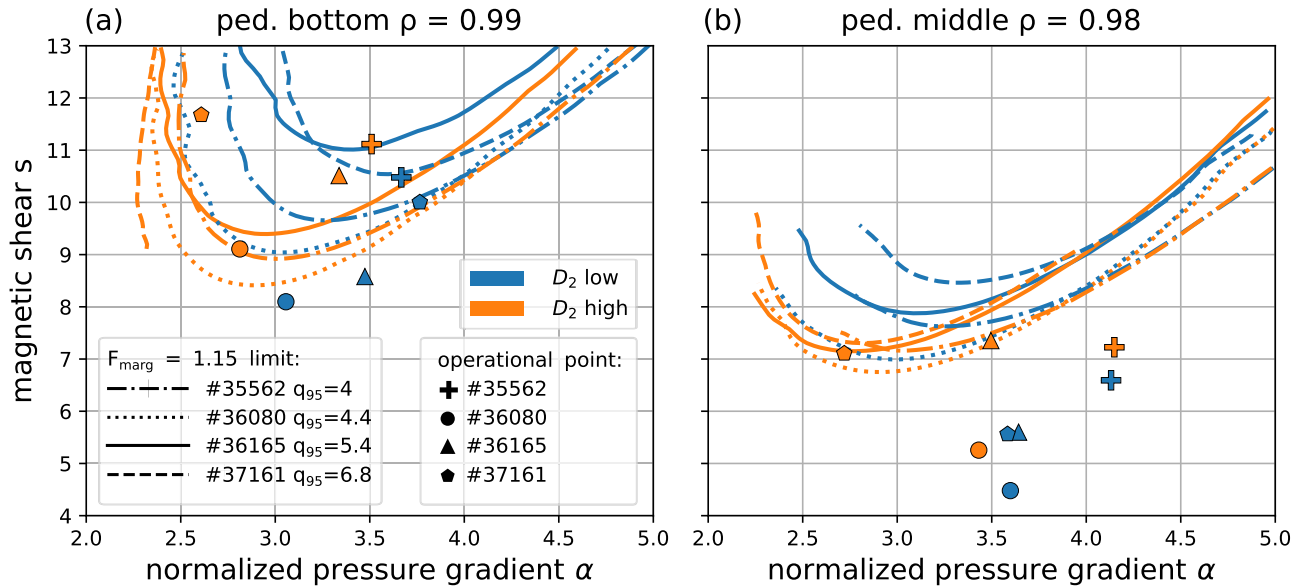 (a) ped. bottom ρ = 0.99
(b) ped. middle ρ = 0.98
magnetic shear s
13
12
11
10
9
8
7
6
5
4
D₂ low
D₂ high
F_marg = 1.15 limit:
#35562 q₉₅=4
#36080 q₉₅=4.4
#36165 q₉₅=5.4
#37161 q₉₅=6.8
operational point:
#35562
#36080
#36165
#37161
2.0 2.5 3.0 3.5 4.0 4.5 5.0
2.0 2.5 3.0 3.5 4.0 4.5 5.0
normalized pressure gradient α
normalized pressure gradient α